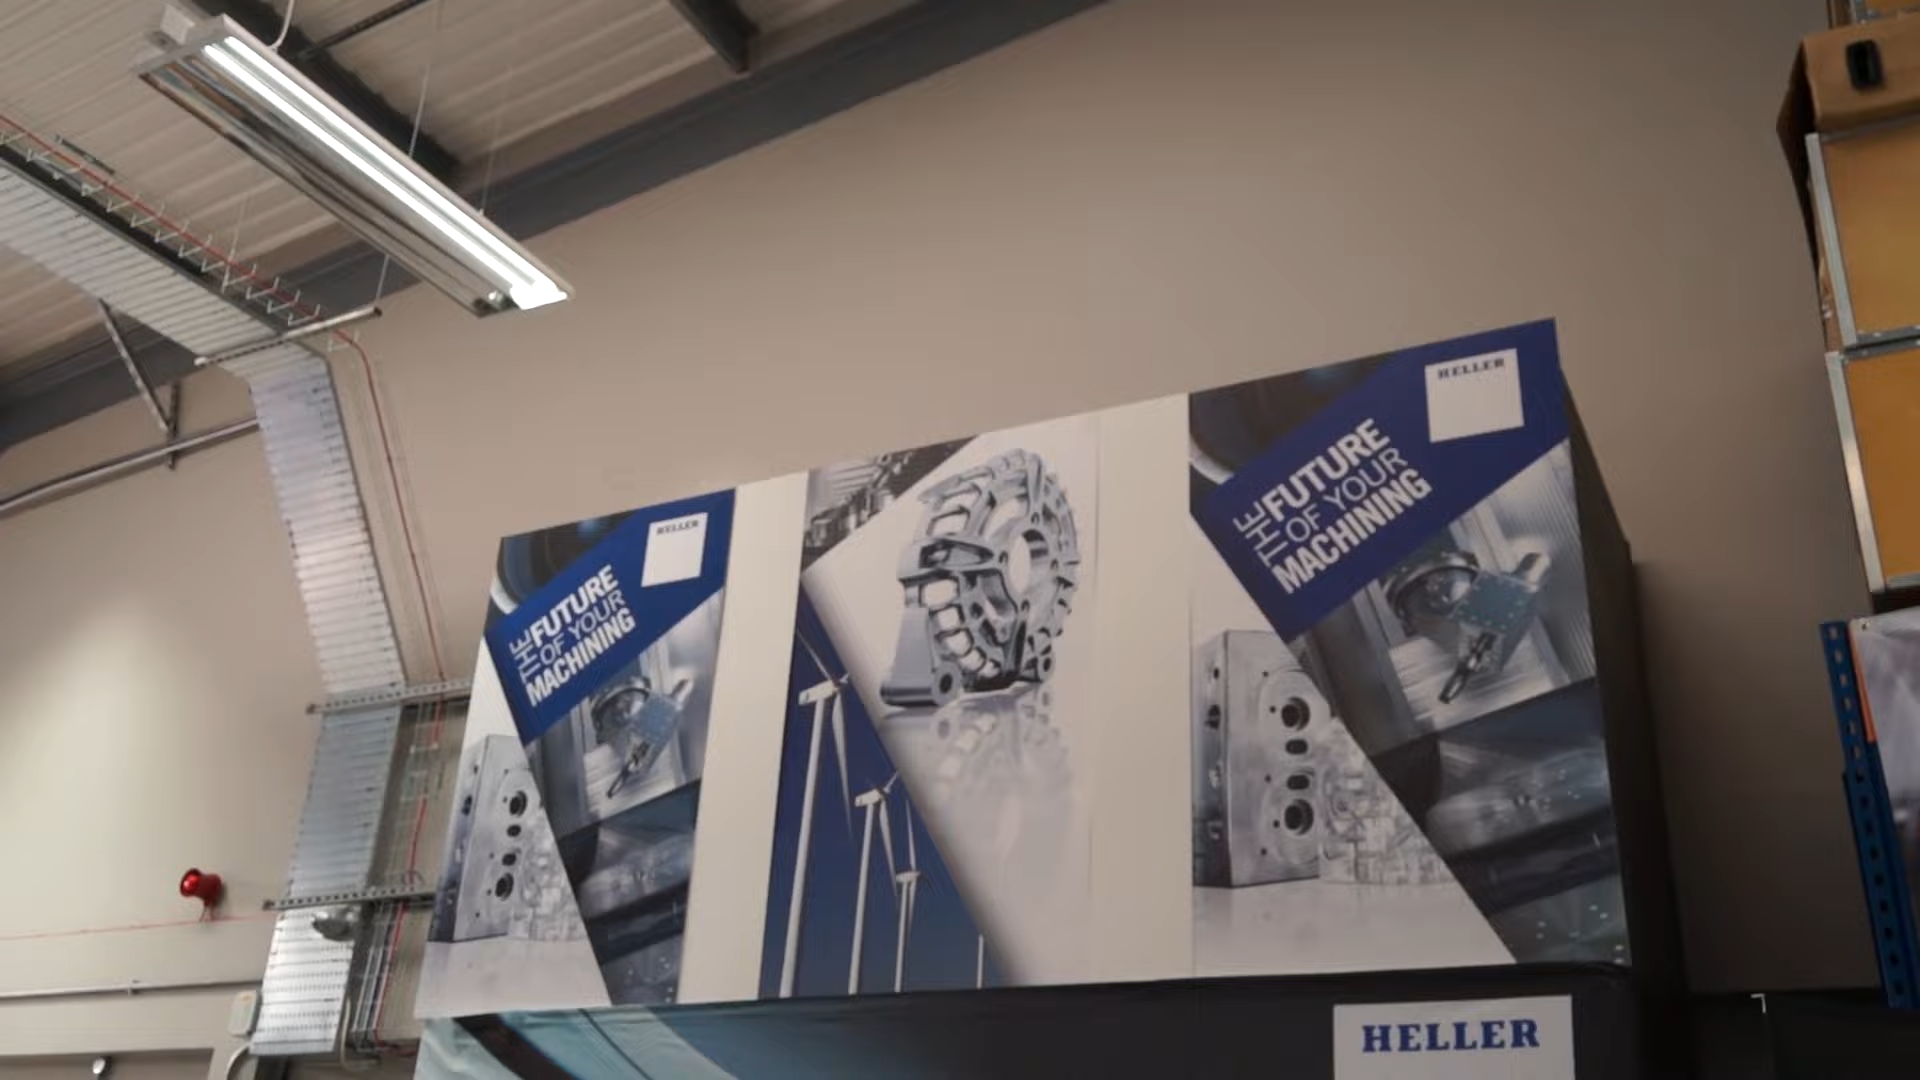 HELLER
THE FUTURE
OF YOUR
MACHINING
HELLER
THE FUTURE
OF YOUR
MACHINING
HELLER